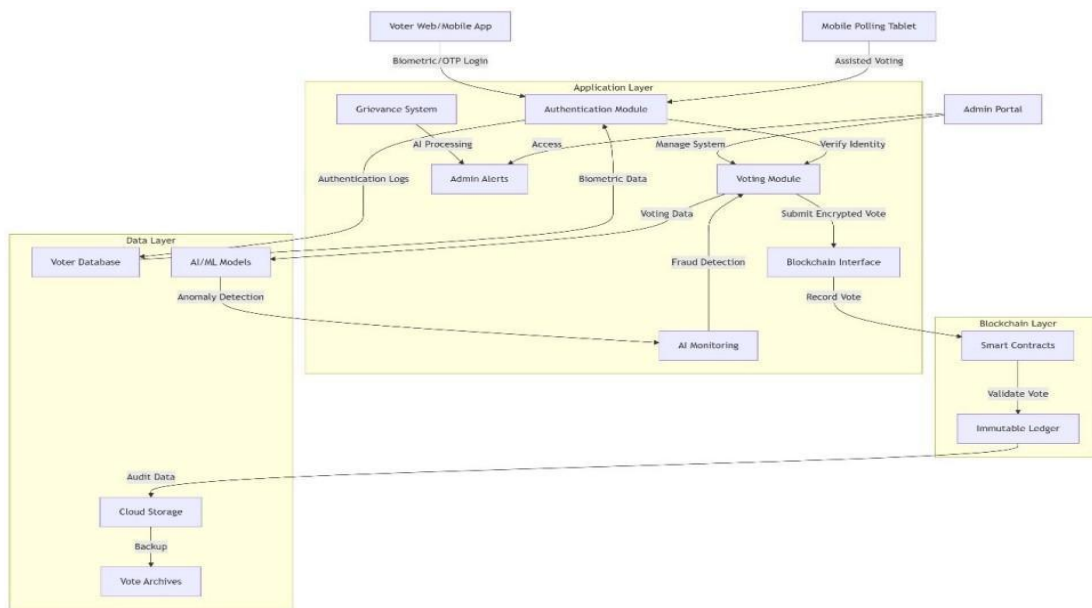 Voter Web/Mobile App
Mobile Polling Tablet
Biometric/OTP Login
Assisted Voting
Application Layer
Grievance System
Authentication Module
Admin Portal
AI Processing
Access
Manage System
Verify Identity
Authentication Logs
Admin Alerts
Biometric Data
Voting Module
Voting Data
Submit Encrypted Vote
Data Layer
Voter Database
AI/ML Models
Fraud Detection
Blockchain Interface
Anomaly Detection
Record Vote
Blockchain Layer
AI Monitoring
Smart Contracts
Validate Vote
Immutable Ledger
Audit Data
Cloud Storage
Backup
Vote Archives